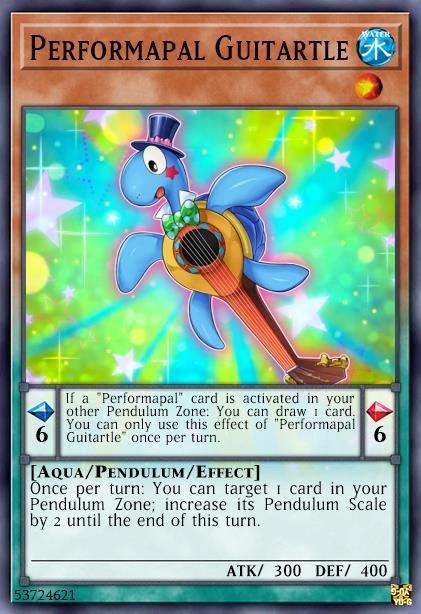 Performapal Guitartle
WATER
水
If a "Performapal" card is activated in
your other Pendulum Zone: You can draw 1 card.
You can only use this effect of "Performapal
Guitartle" once per turn.
6
6
[Aqua/Pendulum/Effect]
Once per turn: You can target 1 card in your
Pendulum Zone; increase its Pendulum Scale
by 2 until the end of this turn.
ATK/ 300 DEF/ 400
53724621